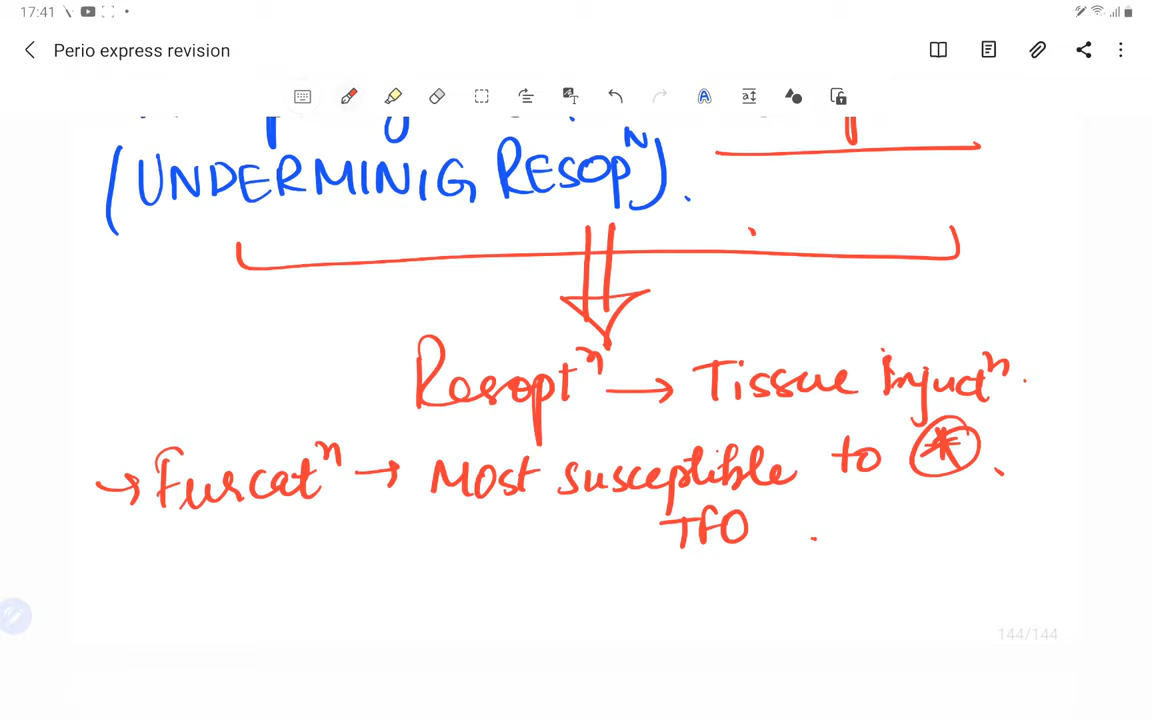 17:41
Perio express revision
(UNDERMINIG RESOPN).
Resoptn → Tissue Injuctn.
→ Furcatn → Most susceptible to *.
TFO.
144/144